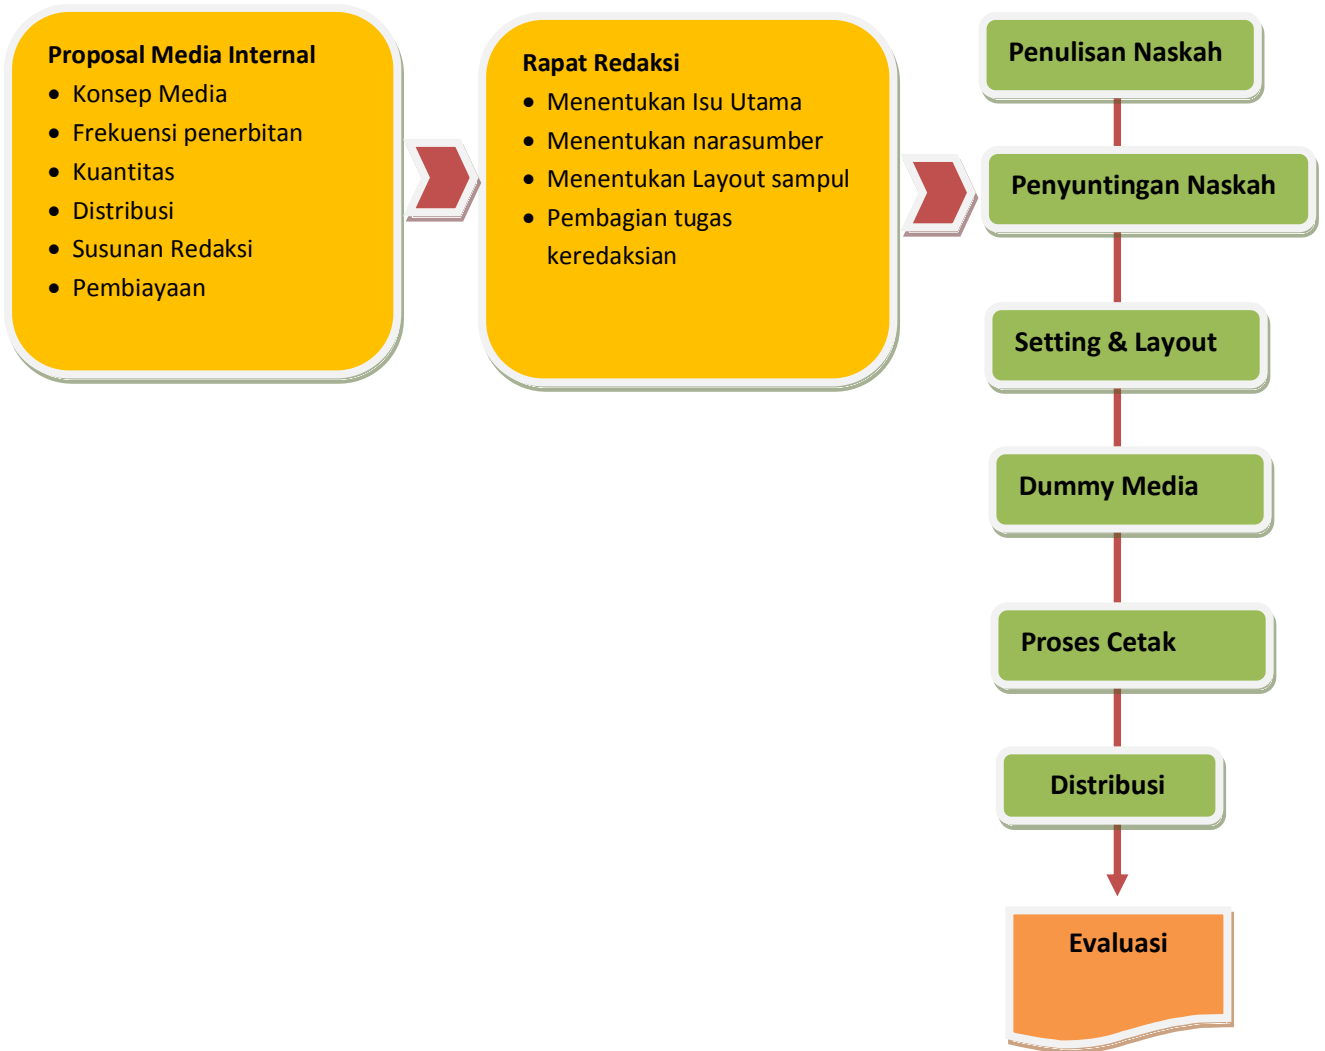 Proposal Media Internal
• Konsep Media
• Frekuensi penerbitan
• Kuantitas
• Distribusi
• Susunan Redaksi
• Pembiayaan
Rapat Redaksi
• Menentukan Isu Utama
• Menentukan narasumber
• Menentukan Layout sampul
• Pembagian tugas
keredaksian
Penulisan Naskah
Penyuntingan Naskah
Setting & Layout
Dummy Media
Proses Cetak
Distribusi
Evaluasi